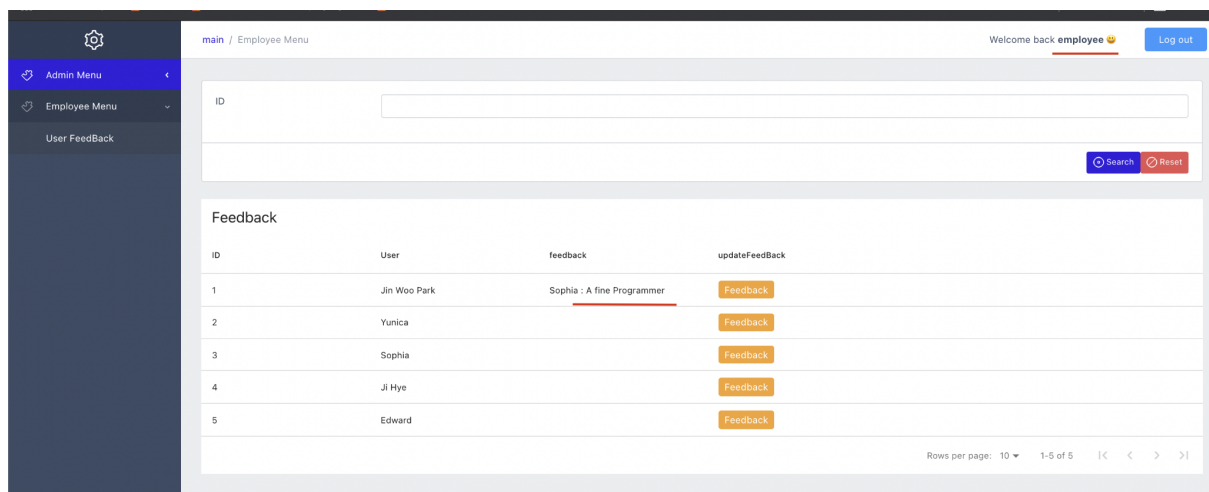 main / Employee Menu
Welcome back employee 😃
Log out
Admin Menu
Employee Menu
User FeedBack
ID
Search
Reset
Feedback
ID User feedback updateFeedBack
1 Jin Woo Park Sophia : A fine Programmer Feedback
2 Yunica Feedback
3 Sophia Feedback
4 Ji Hye Feedback
5 Edward Feedback
Rows per page: 10 1-5 of 5